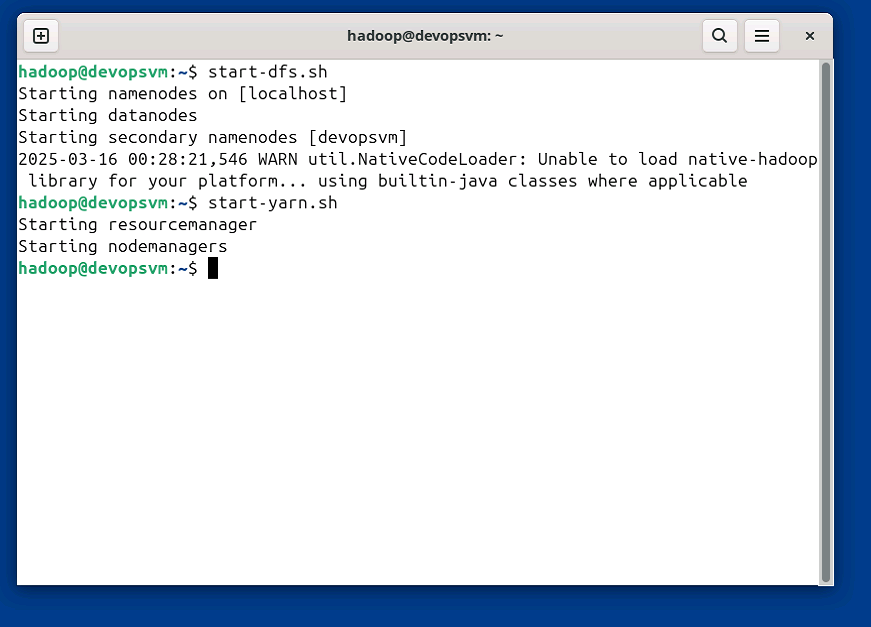 hadoop@devopsvm: ~
hadoop@devopsvm:~$ start-dfs.sh
Starting namenodes on [localhost]
Starting datanodes
Starting secondary namenodes [devopsvm]
2025-03-16 00:28:21,546 WARN util.NativeCodeLoader: Unable to load native-hadoop
 library for your platform... using builtin-java classes where applicable
hadoop@devopsvm:~$ start-yarn.sh
Starting resourcemanager
Starting nodemanagers
hadoop@devopsvm:~$